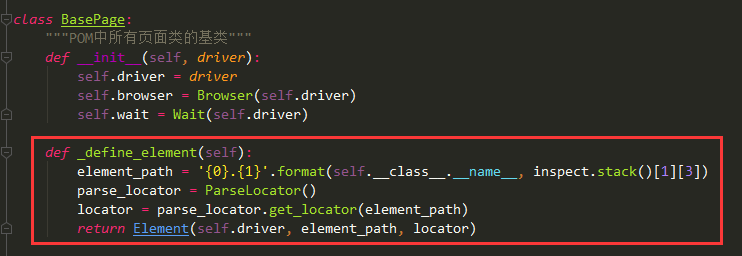 class BasePage:
    """POM中所有页面类的基类"""
    def __init__(self, driver):
        self.driver = driver
        self.browser = Browser(self.driver)
        self.wait = Wait(self.driver)
    def _define_element(self):
        element_path = '{0}.{1}'.format(self.__class__.__name__, inspect.stack()[1][3])
        parse_locator = ParseLocator()
        locator = parse_locator.get_locator(element_path)
        return Element(self.driver, element_path, locator)